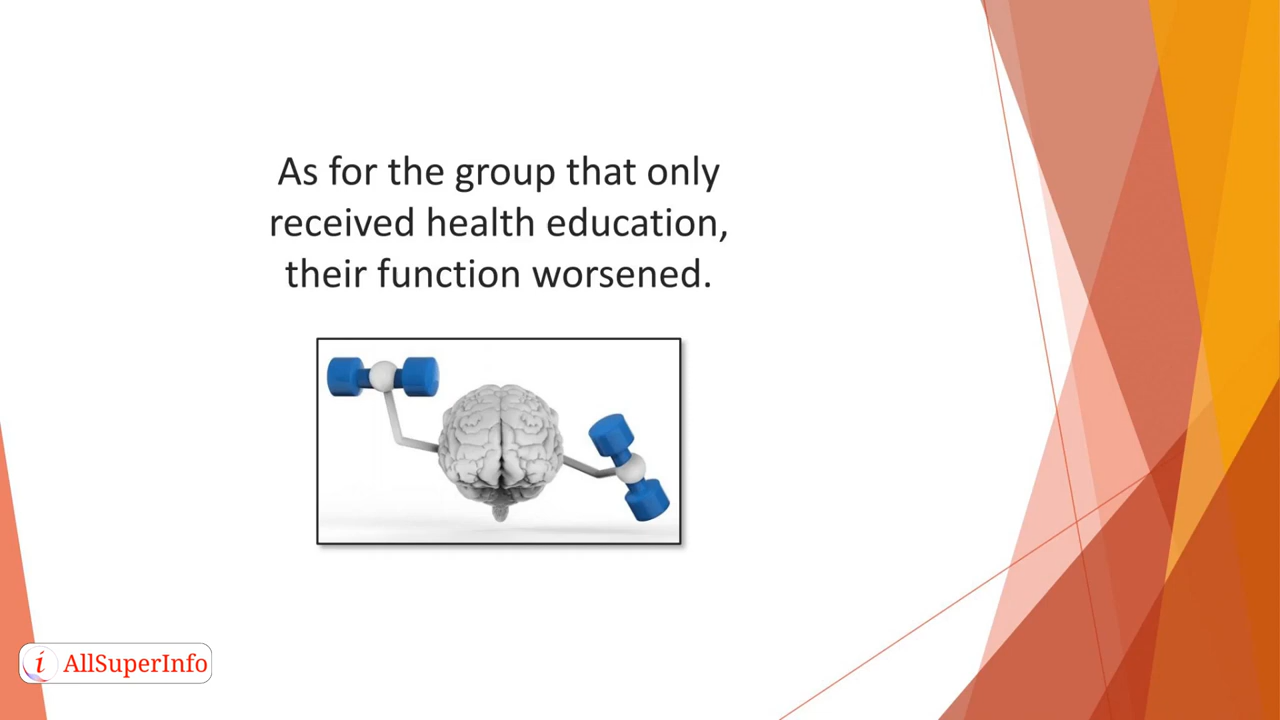 As for the group that only
received health education,
their function worsened.
i AllSuperInfo